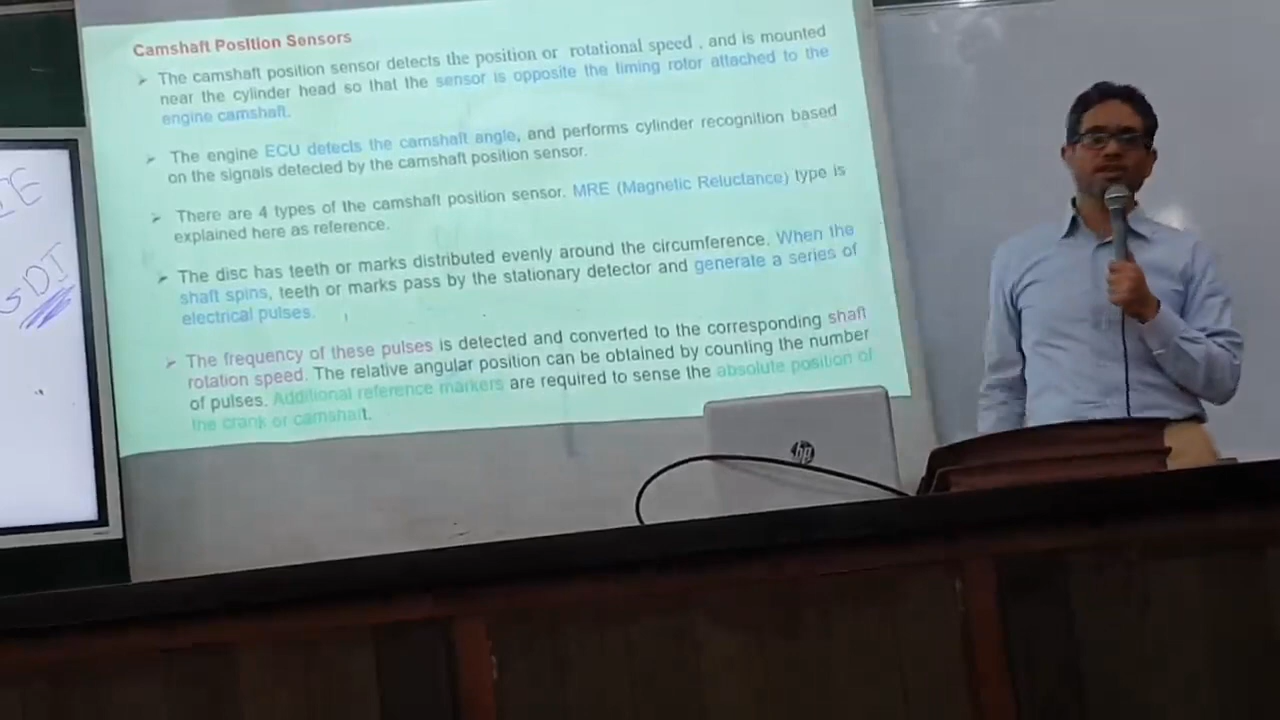 Camshaft Position Sensors
➢ The camshaft position sensor detects the position or rotational speed , and is mounted
near the cylinder head so that the sensor is opposite the timing rotor attached to the
engine camshaft.
➢ The engine ECU detects the camshaft angle, and performs cylinder recognition based
on the signals detected by the camshaft position sensor.
➢ There are 4 types of the camshaft position sensor. MRE (Magnetic Reluctance) type is
explained here as reference.
➢ The disc has teeth or marks distributed evenly around the circumference. When the
shaft spins, teeth or marks pass by the stationary detector and generate a series of
electrical pulses.
➢ The frequency of these pulses is detected and converted to the corresponding shaft
rotation speed. The relative angular position can be obtained by counting the number
of pulses. Additional reference markers are required to sense the absolute position of
the crank or camshaft.
GDI
hp